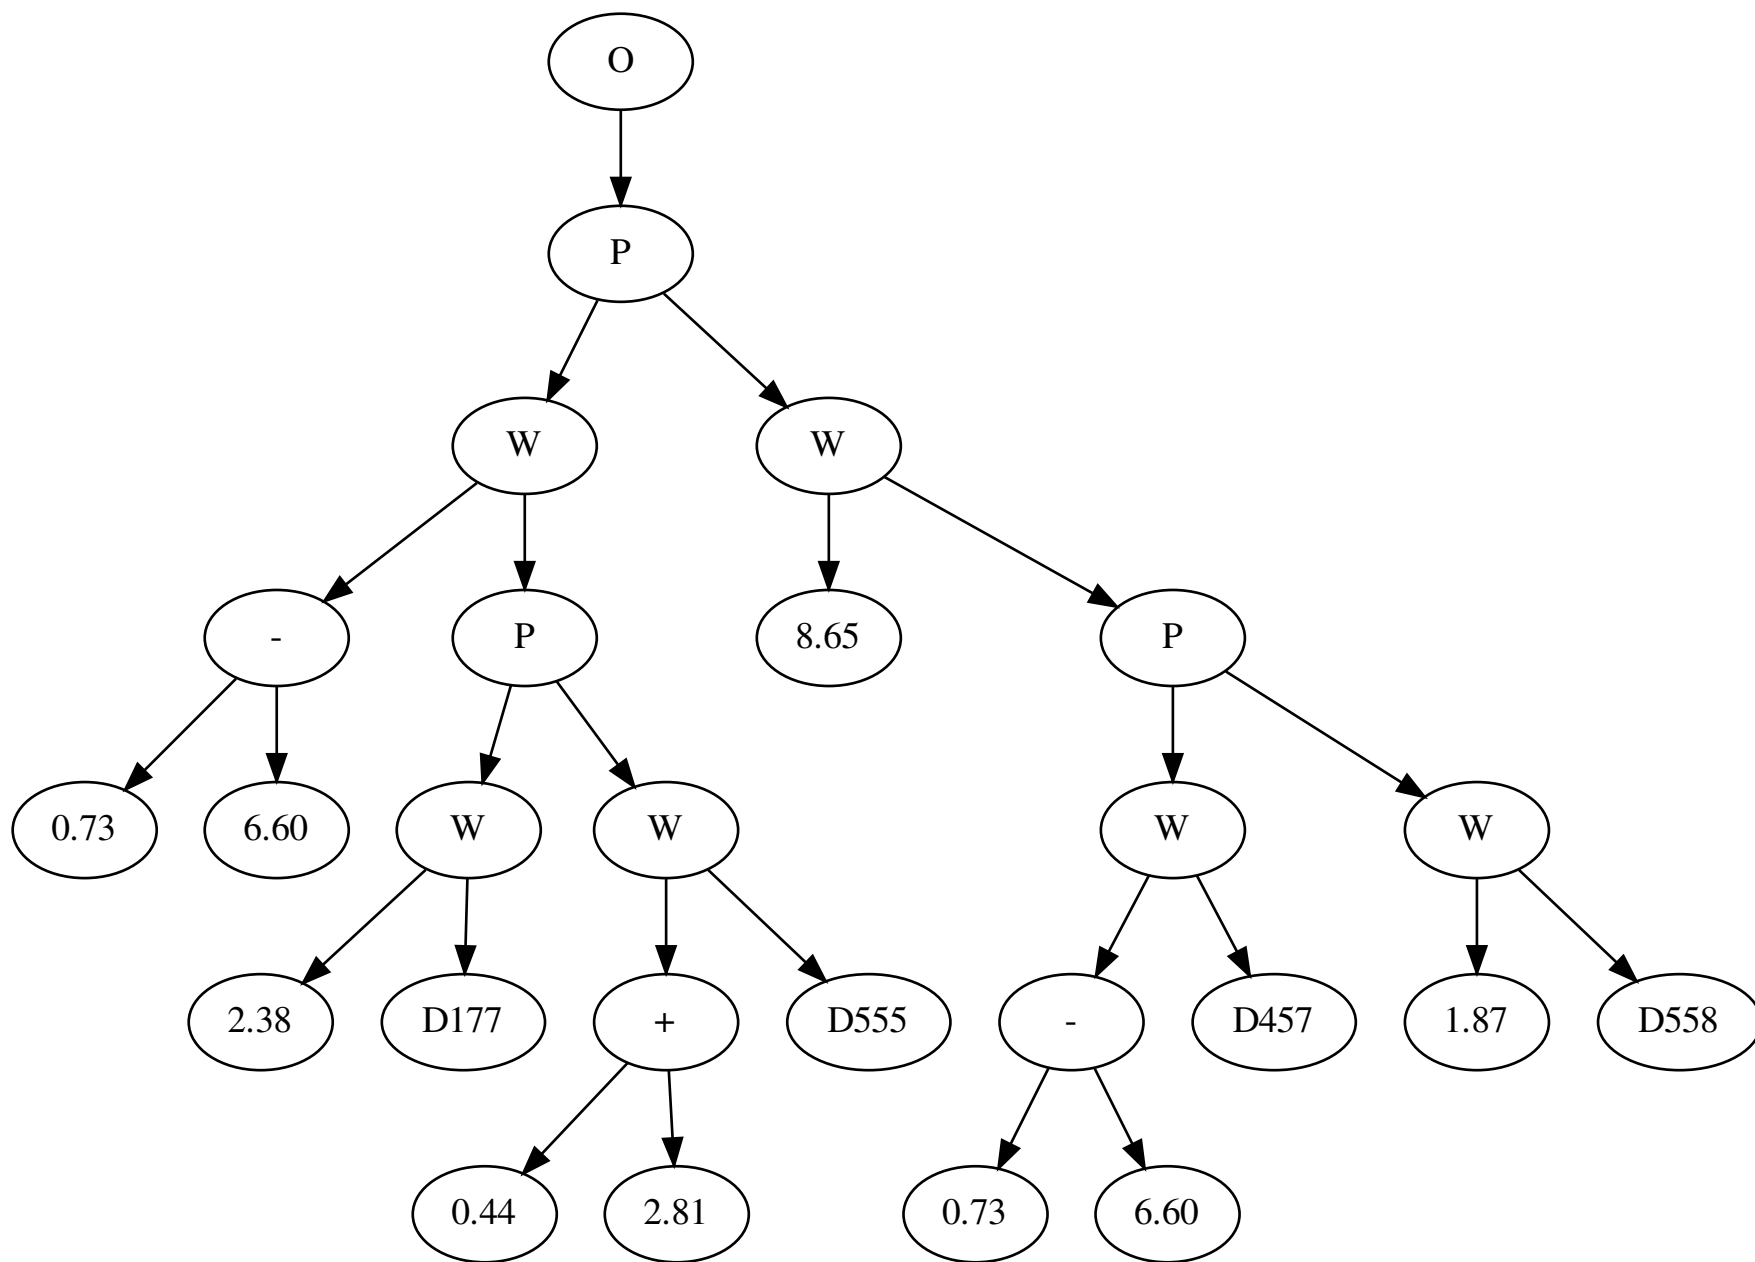 O
P
W W
- P 8.65 P
0.73 6.60 W W W W
2.38 D177 + D555 - D457 1.87 D558
0.44 2.81 0.73 6.60